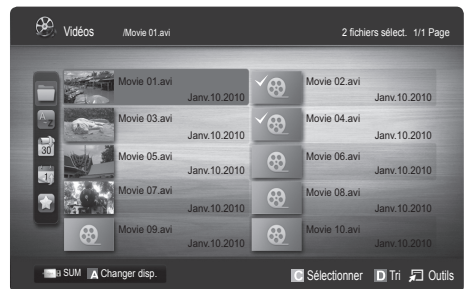 Vidéos /Movie 01.avi 2 fichiers sélect. 1/1 Page
Movie 01.avi Movie 02.avi
Janv.10.2010 Janv.10.2010
Movie 03.avi Movie 04.avi
Janv.10.2010 Janv.10.2010
Movie 05.avi Movie 06.avi
Janv.10.2010 Janv.10.2010
Movie 07.avi Movie 08.avi
Janv.10.2010 Janv.10.2010
Movie 09.avi Movie 10.avi
Janv.10.2010 Janv.10.2010
SUM A Changer disp. C Sélectionner D Tri Outils